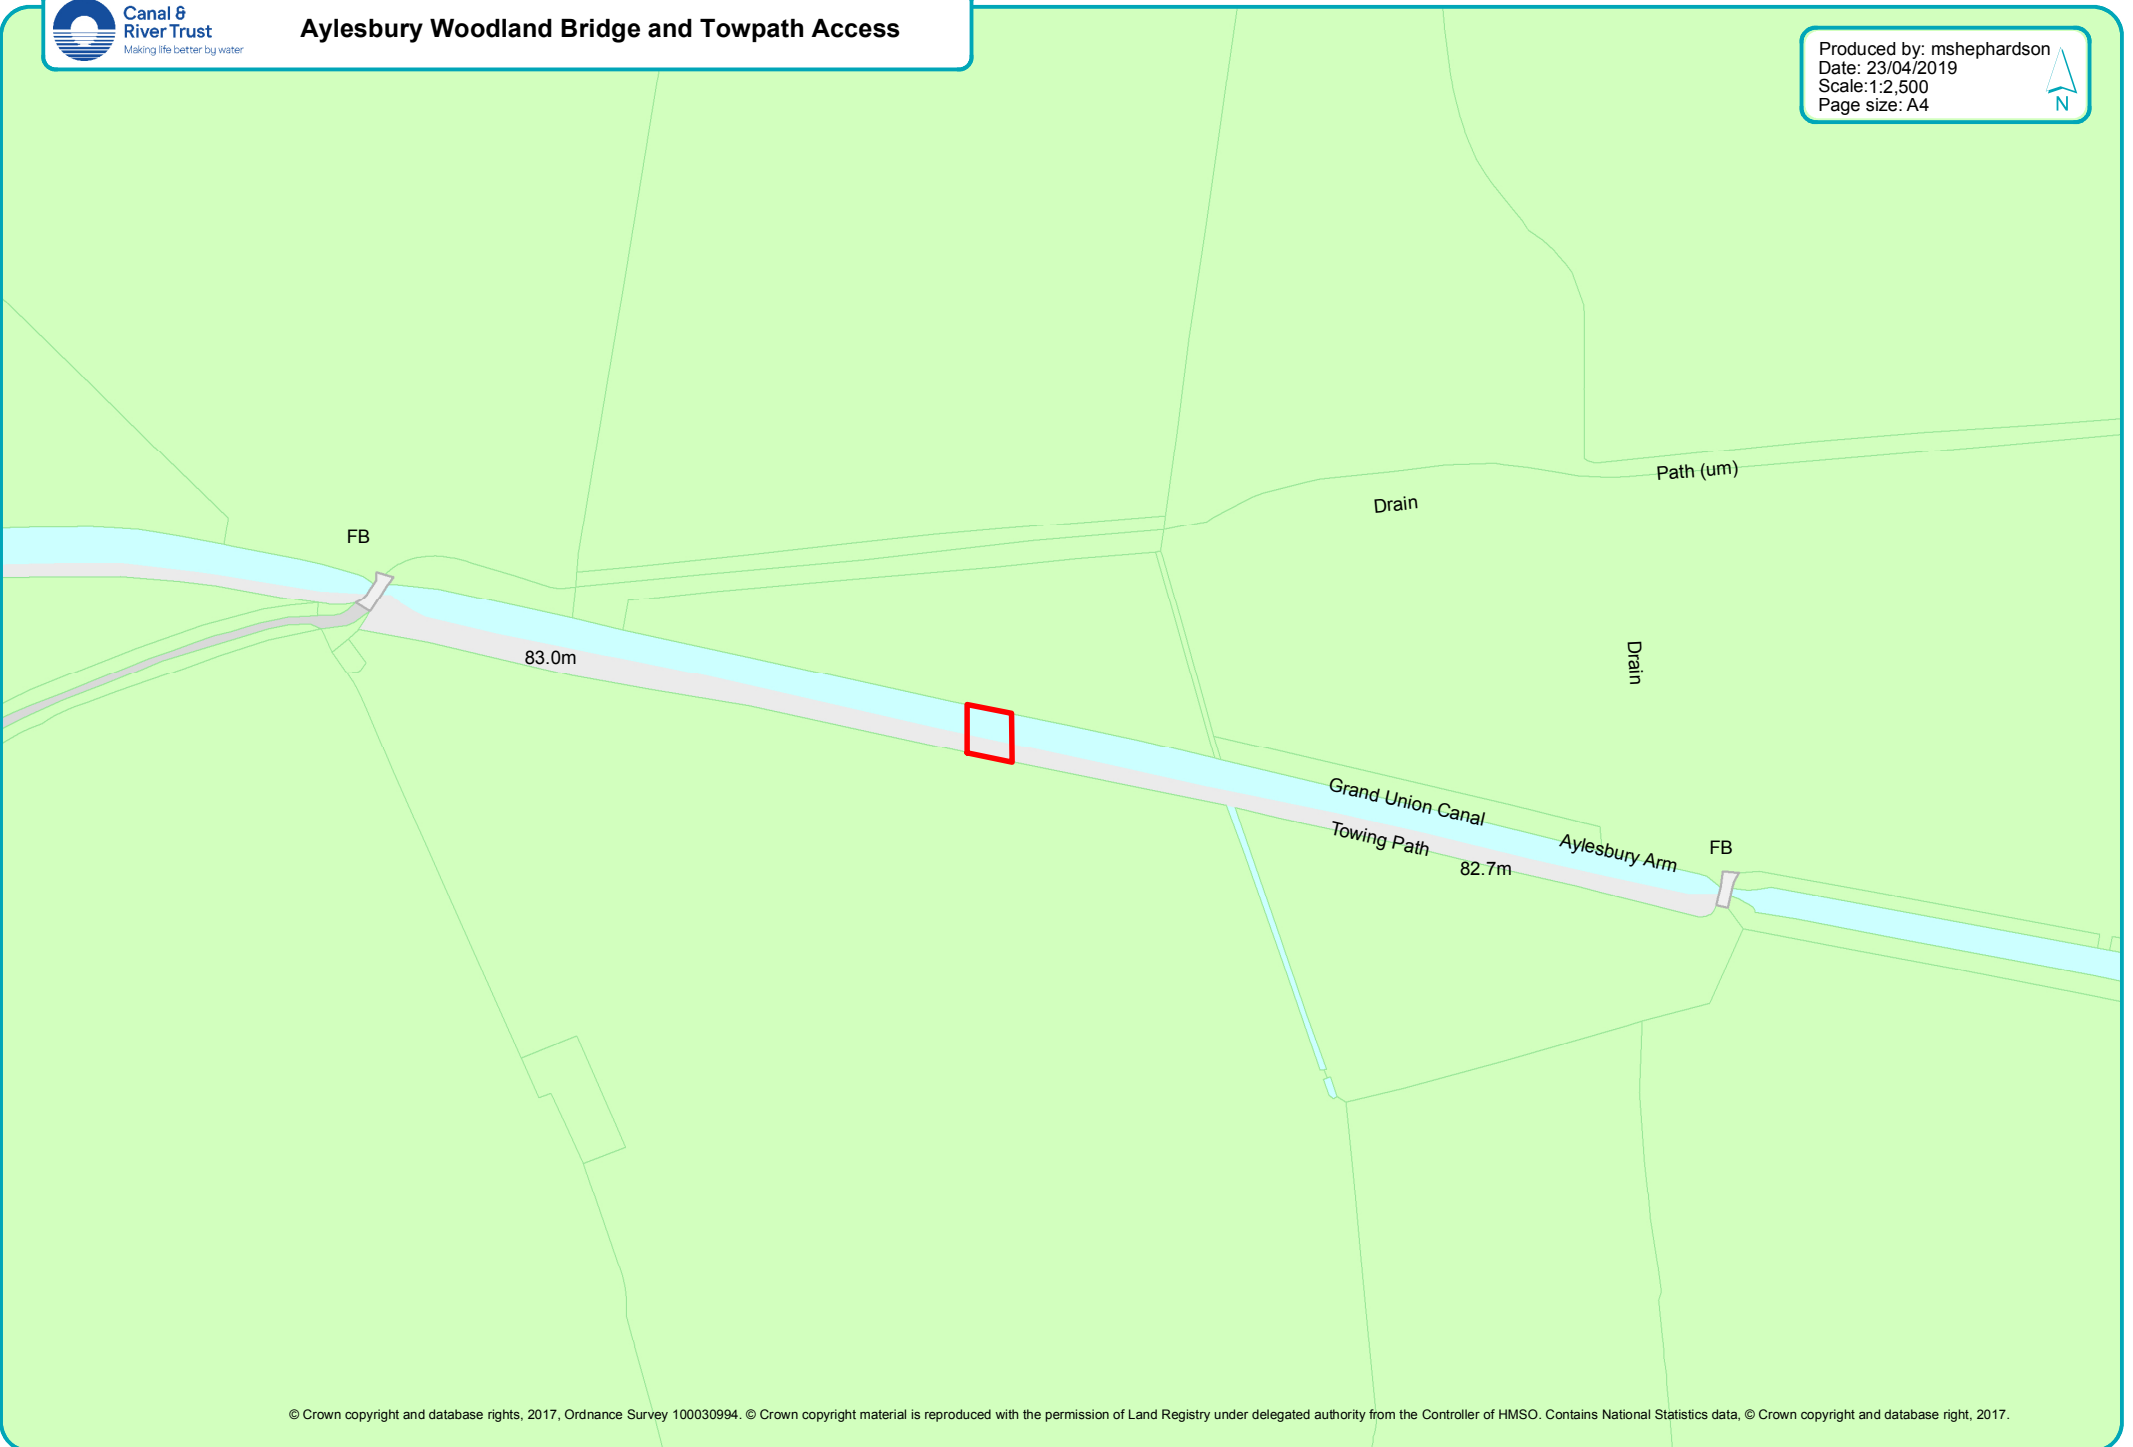 Canal &
River Trust
Making life better by water
Aylesbury Woodland Bridge and Towpath Access
Produced by: mshephardson
Date: 23/04/2019
Scale:1:2,500
Page size: A4
N
Path (um)
Drain
FB
Drain
83.0m
Grand Union Canal
Towing Path
Aylesbury Arm
FB
82.7m
© Crown copyright and database rights, 2017, Ordnance Survey 100030994. © Crown copyright material is reproduced with the permission of Land Registry under delegated authority from the Controller of HMSO. Contains National Statistics data, © Crown copyright and database right, 2017.